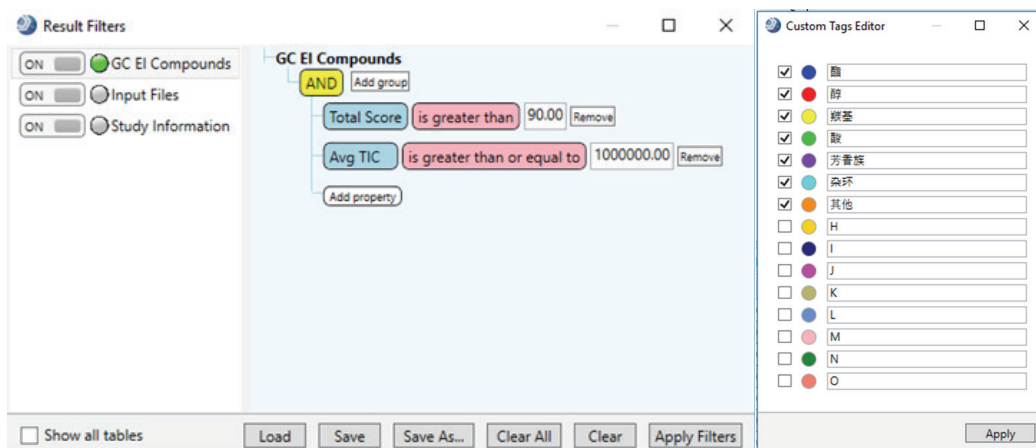 Result Filters
ON GC EI Compounds
ON Input Files
ON Study Information
GC EI Compounds
AND Add group
Total Score is greater than 90.00 Remove
Avg TIC is greater than or equal to 1000000.00 Remove
Add property
Show all tables Load Save Save As... Clear All Clear Apply Filters
Custom Tags Editor
酯
醇
羰基
酸
芳香族
杂环
其他
H
I
J
K
L
M
N
O
Apply